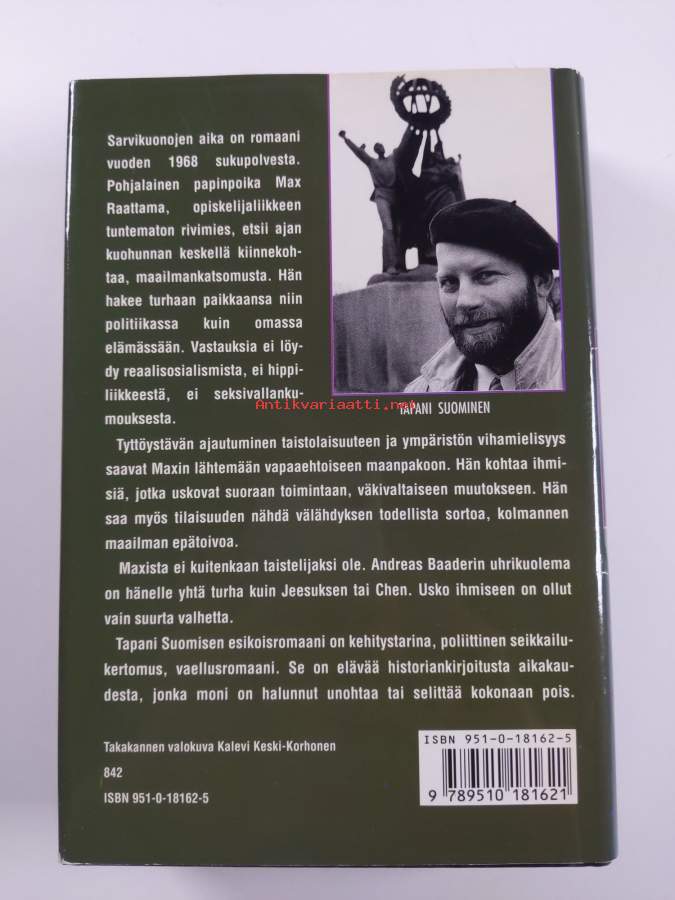 Sarvikuonojen aika on romaani
vuoden 1968 sukupolvesta.
Pohjalainen papinpoika Max
Raattama, opiskelijaliikkeen
tuntematon rivimies, etsii ajan
kuohunnan keskellä kiinnekoh-
taa, maailmankatsomusta. Hän
hakee turhaan paikkaansa niin
politiikassa kuin omassa
elämässään. Vastauksia ei löy-
dy reaalisosialismista, ei hippi-
liikkeestä, ei seksivallanku-
mouksesta.
Antikvariaatti.net
TAPANI SUOMINEN
Tyttöystävän ajautuminen taistolaisuuteen ja ympäristön vihamielisyys
saavat Maxin lähtemään vapaaehtoiseen maanpakoon. Hän kohtaa ihmi-
siä, jotka uskovat suoraan toimintaan, väkivaltaiseen muutokseen. Hän
saa myös tilaisuuden nähdä välähdyksen todellista sortoa, kolmannen
maailman epätoivoa.
Maxista ei kuitenkaan taistelijaksi ole. Andreas Baaderin uhrikuolema
on hänelle yhtä turha kuin Jeesuksen tai Chen. Usko ihmiseen on ollut
vain suurta valhetta.
Tapani Suomisen esikoisromaani on kehitystarina, poliittinen seikkailu-
kertomus, vaellusromaani. Se on elävää historiankirjoitusta aikakau-
desta, jonka moni on halunnut unohtaa tai selittää kokonaan pois.
Takakannen valokuva Kalevi Keski-Korhonen
842
ISBN 951-0-18162-5
ISBN 951-0-18162-5
9 789510 181621